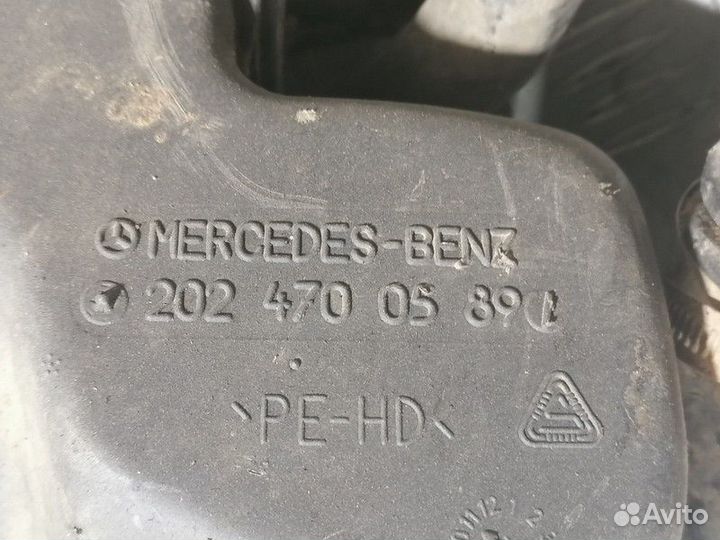 MERCEDES-BENZ
202 470 05 89
>PE-HD<
Avito